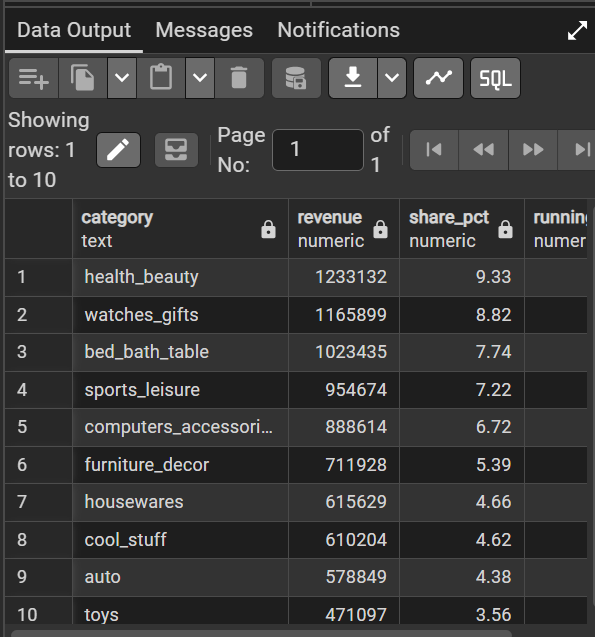 Data Output Messages Notifications
SQL
Showing rows: 1 to 10
Page No: 1 of 1
category text revenue numeric share_pct numeric runnin numer
1 health_beauty 1233132 9.33
2 watches_gifts 1165899 8.82
3 bed_bath_table 1023435 7.74
4 sports_leisure 954674 7.22
5 computers_accessori... 888614 6.72
6 furniture_decor 711928 5.39
7 housewares 615629 4.66
8 cool_stuff 610204 4.62
9 auto 578849 4.38
10 toys 471097 3.56